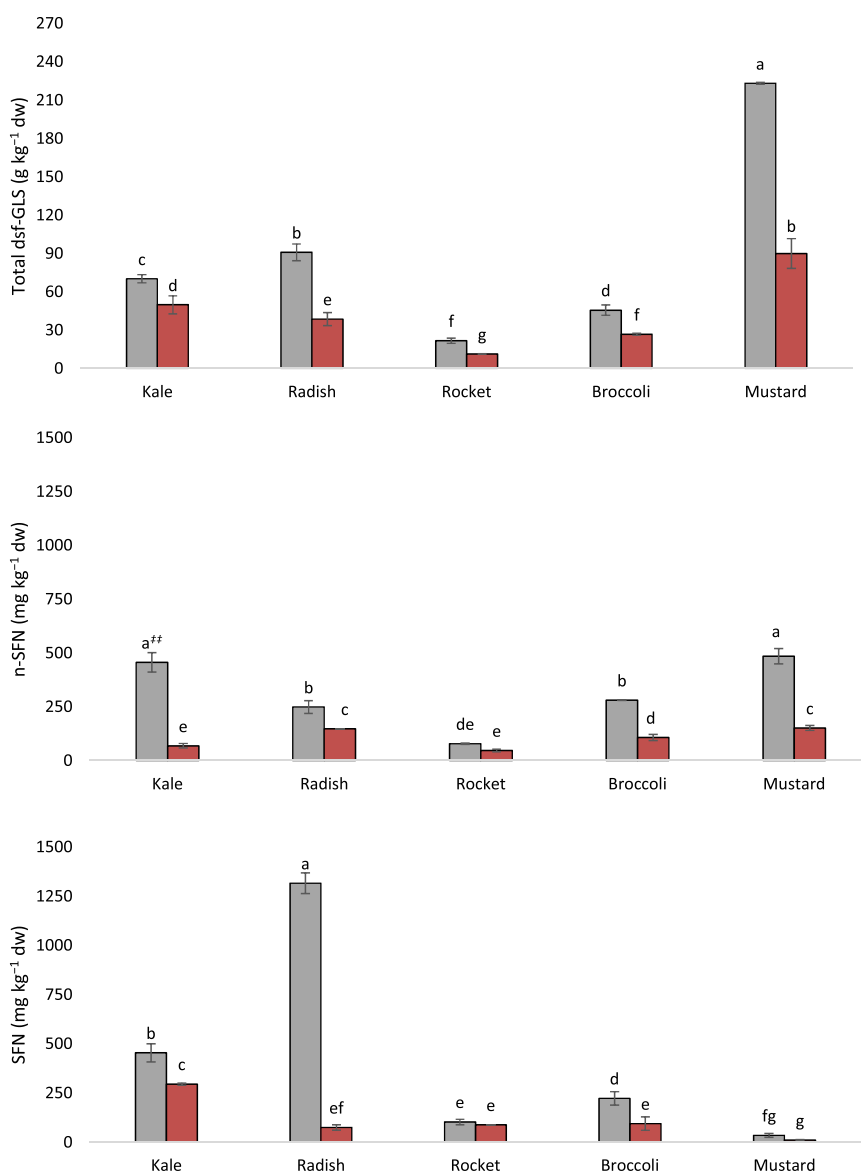 270
240
210
180
150
120
90
60
30
0
Total dsf-GLS (g kg⁻¹ dw)
c
d
b
e
f
g
d
f
a
b
Kale Radish Rocket Broccoli Mustard
1500
1250
1000
750
500
250
0
n-SFN (mg kg⁻¹ dw)
a‡‡
e
b
c
de
e
b
d
a
c
Kale Radish Rocket Broccoli Mustard
1500
1250
1000
750
500
250
0
SFN (mg kg⁻¹ dw)
b
c
a
ef
e
e
d
e
fg
g
Kale Radish Rocket Broccoli Mustard